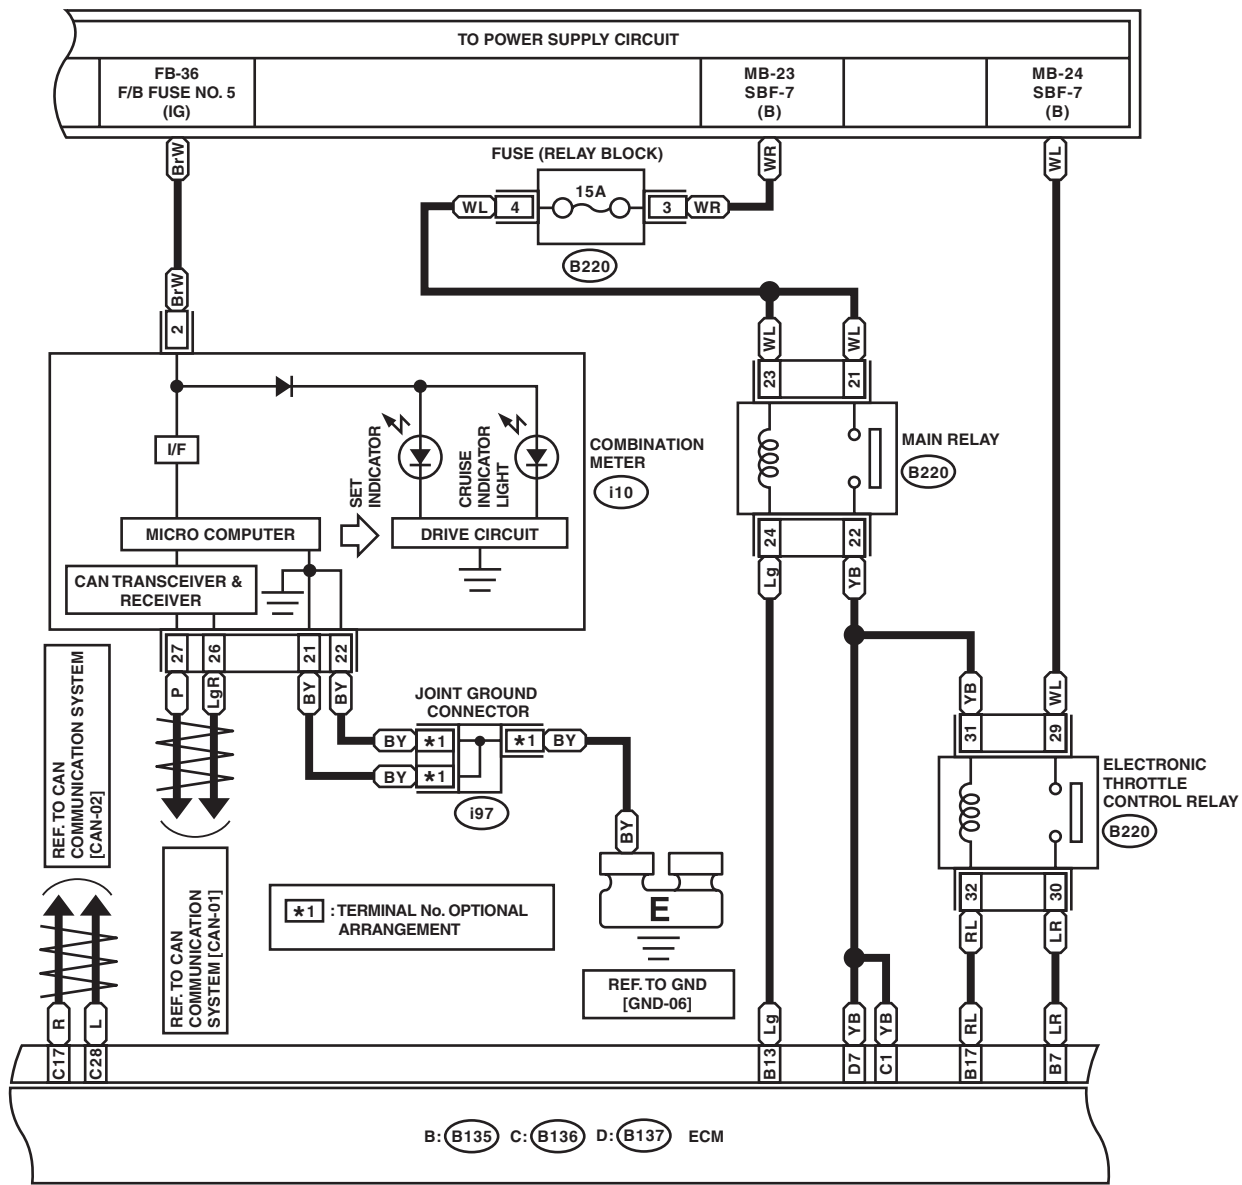 TO POWER SUPPLY CIRCUIT
FB-36
F/B FUSE NO. 5
(IG)
MB-23
SBF-7
(B)
MB-24
SBF-7
(B)
BrW
FUSE (RELAY BLOCK)
WR
WL
15A
WL
4
3
WR
B220
BrW
2
WL
WL
23
21
I/F
SET
INDICATOR
CRUISE
INDICATOR
LIGHT
COMBINATION
METER
i10
MAIN RELAY
B220
MICRO COMPUTER
DRIVE CIRCUIT
24
22
CAN TRANSCEIVER &
RECEIVER
Lg
YB
27
26
21
22
P
LgR
BY
BY
YB
WL
31
29
JOINT GROUND
CONNECTOR
BY
*1
*1
BY
BY
*1
i97
BY
ELECTRONIC
THROTTLE
CONTROL RELAY
B220
REF. TO CAN
COMMUNICATION SYSTEM
[CAN-02]
REF. TO CAN
COMMUNICATION
SYSTEM [CAN-01]
32
30
RL
LR
*1 : TERMINAL No. OPTIONAL
ARRANGEMENT
E
REF. TO GND
[GND-06]
R
L
Lg
YB
YB
RL
LR
C17
C28
B13
D7
C1
B17
B7
B: B135 C: B136 D: B137 ECM